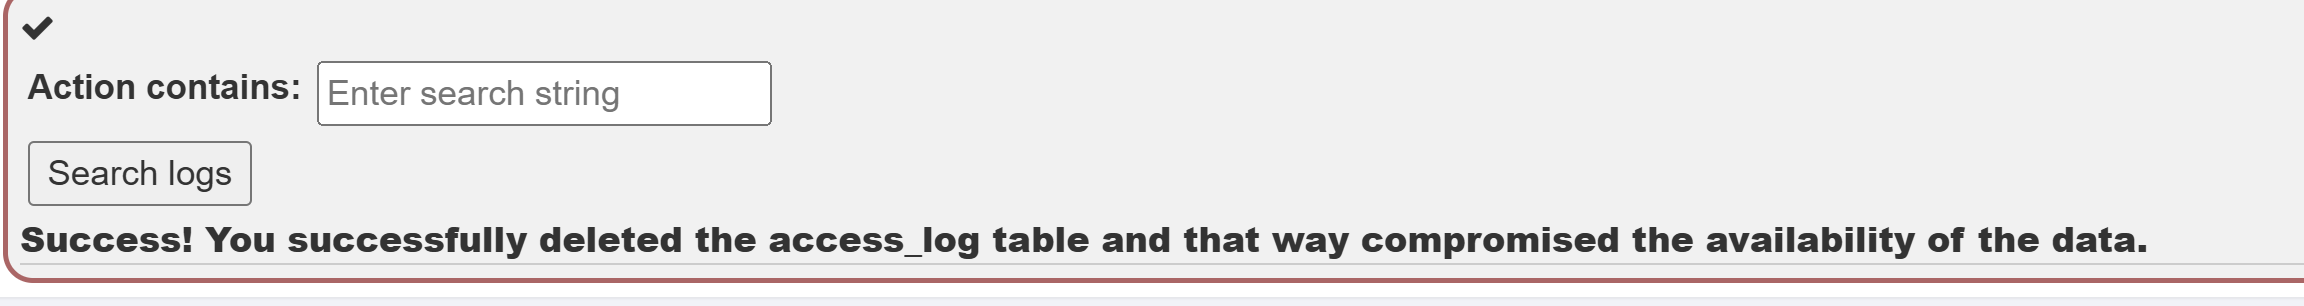 Action contains: Enter search string
Search logs
Success! You successfully deleted the access_log table and that way compromised the availability of the data.